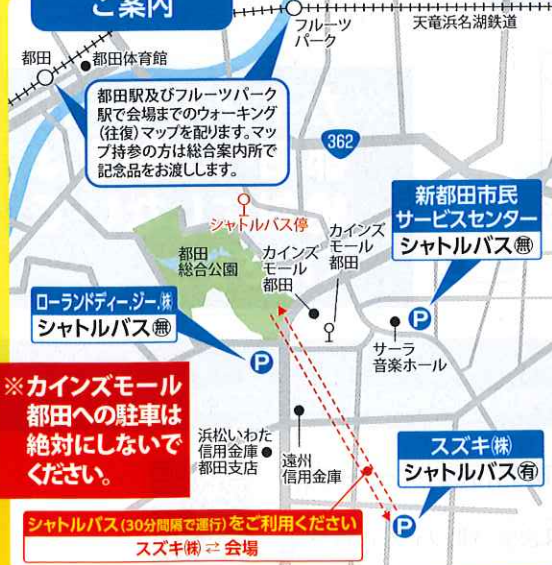 ご案内
フルーツ
パーク
天竜浜名湖鉄道
都田
都田体育館
都田駅及びフルーツパーク
駅で会場までのウォーキング
(往復)マップを配ります。マッ
プ持参の方は総合案内所で
記念品をお渡しします。
362
新都田市民
サービスセンター
シャトルバス無
シャトルバス停
カインズ
モール
都田
都田
総合公園
カインズ
モール
都田
ローランドディー.ジー.㈱
シャトルバス無
P
P
サーラ
音楽ホール
※カインズモール
都田への駐車は
絶対にしないで
ください。
浜松いわた
信用金庫
都田支店
遠州
信用金庫
スズキ㈱
シャトルバス有
P
シャトルバス(30分間隔で運行)をご利用ください
スズキ㈱ ⇄ 会場